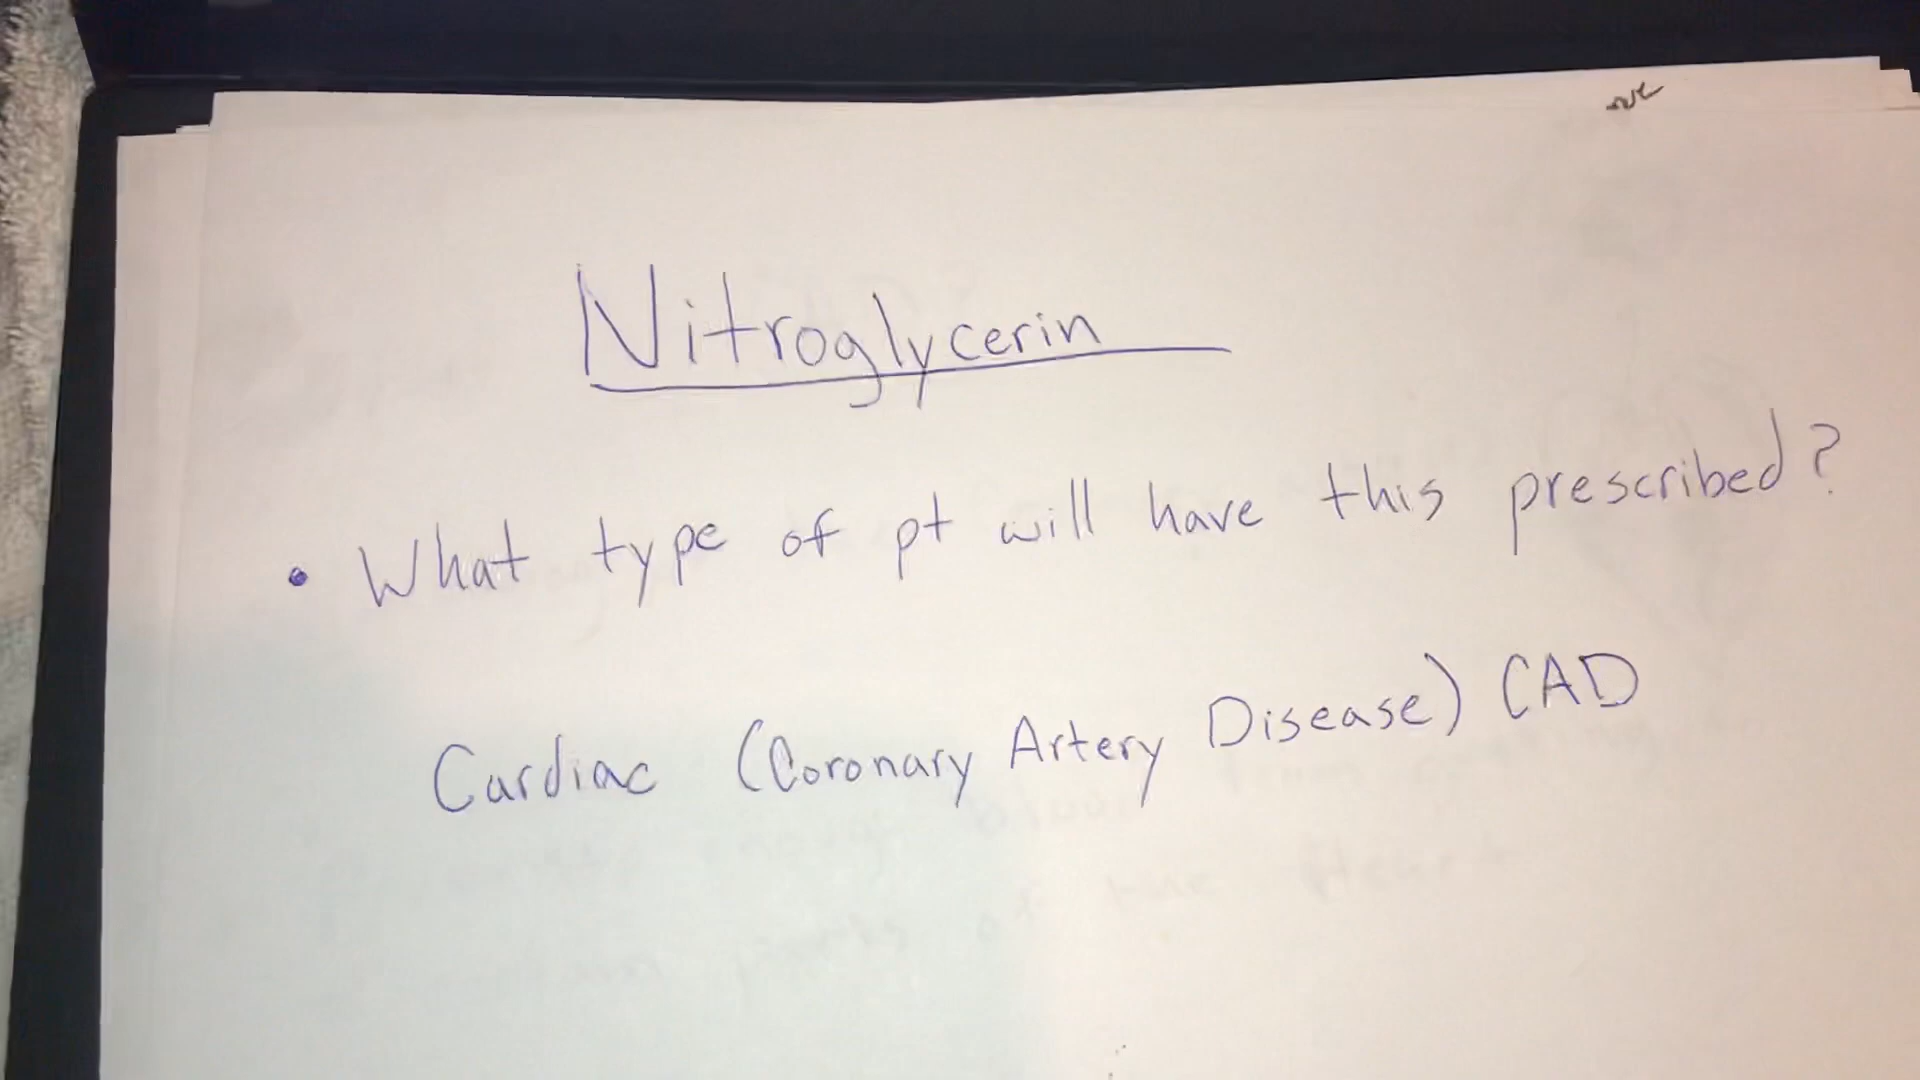 Nitroglycerin
• What type of pt will have this prescribed?
Cardiac (Coronary Artery Disease) CAD